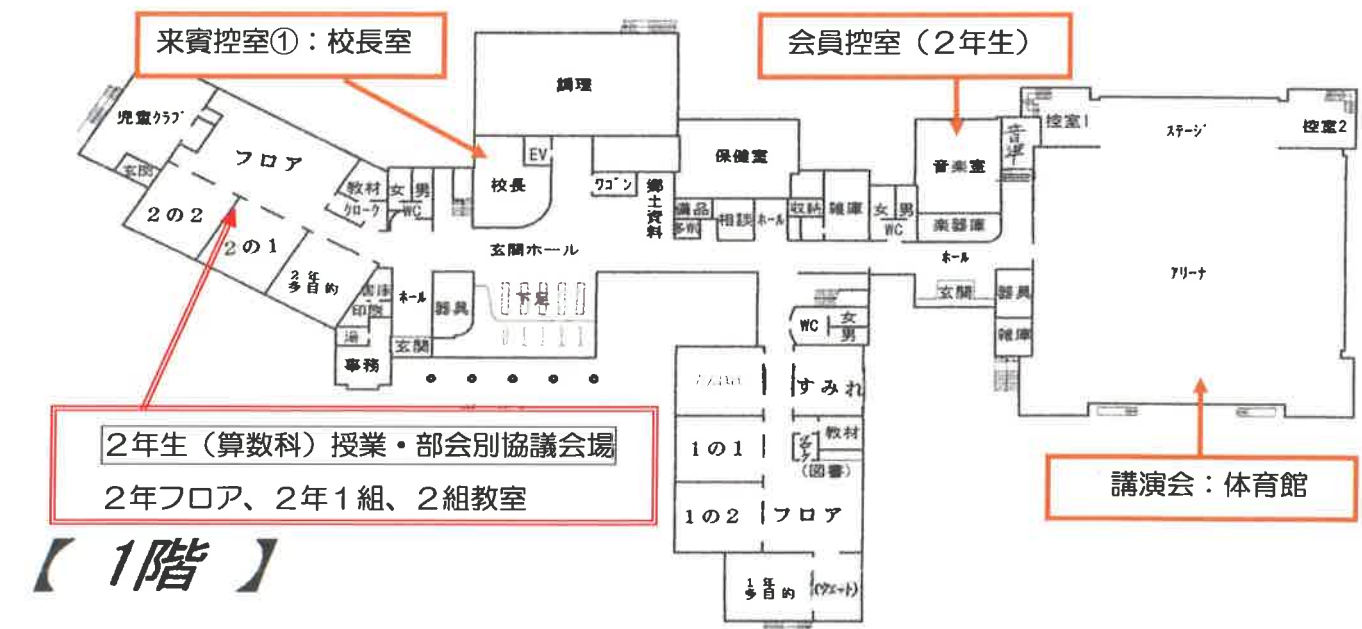 来賓控室①：校長室
会員控室（２年生）
調理
児童クラブ
フロア
玄関
教材
クローク
女
男
WC
EV
校長
ワゴン
郷土資料
保健室
備品
相談
ホール
収納
雑庫
女
男
WC
音楽室
楽器庫
音準
控室1
ステージ
控室2
アリーナ
２の２
２の１
２年
多目的
書庫
印刷
湯
事務
ホール
器具
玄関
玄関ホール
下足
ホール
玄関
器具
雑庫
WC
女
男
すみれ
１の１
教材
(図書)
１の２
フロア
１年
多目的
(ウェット)
２年生（算数科）授業・部会別協議会場
２年フロア、２年１組、２組教室
講演会：体育館
【 1階 】